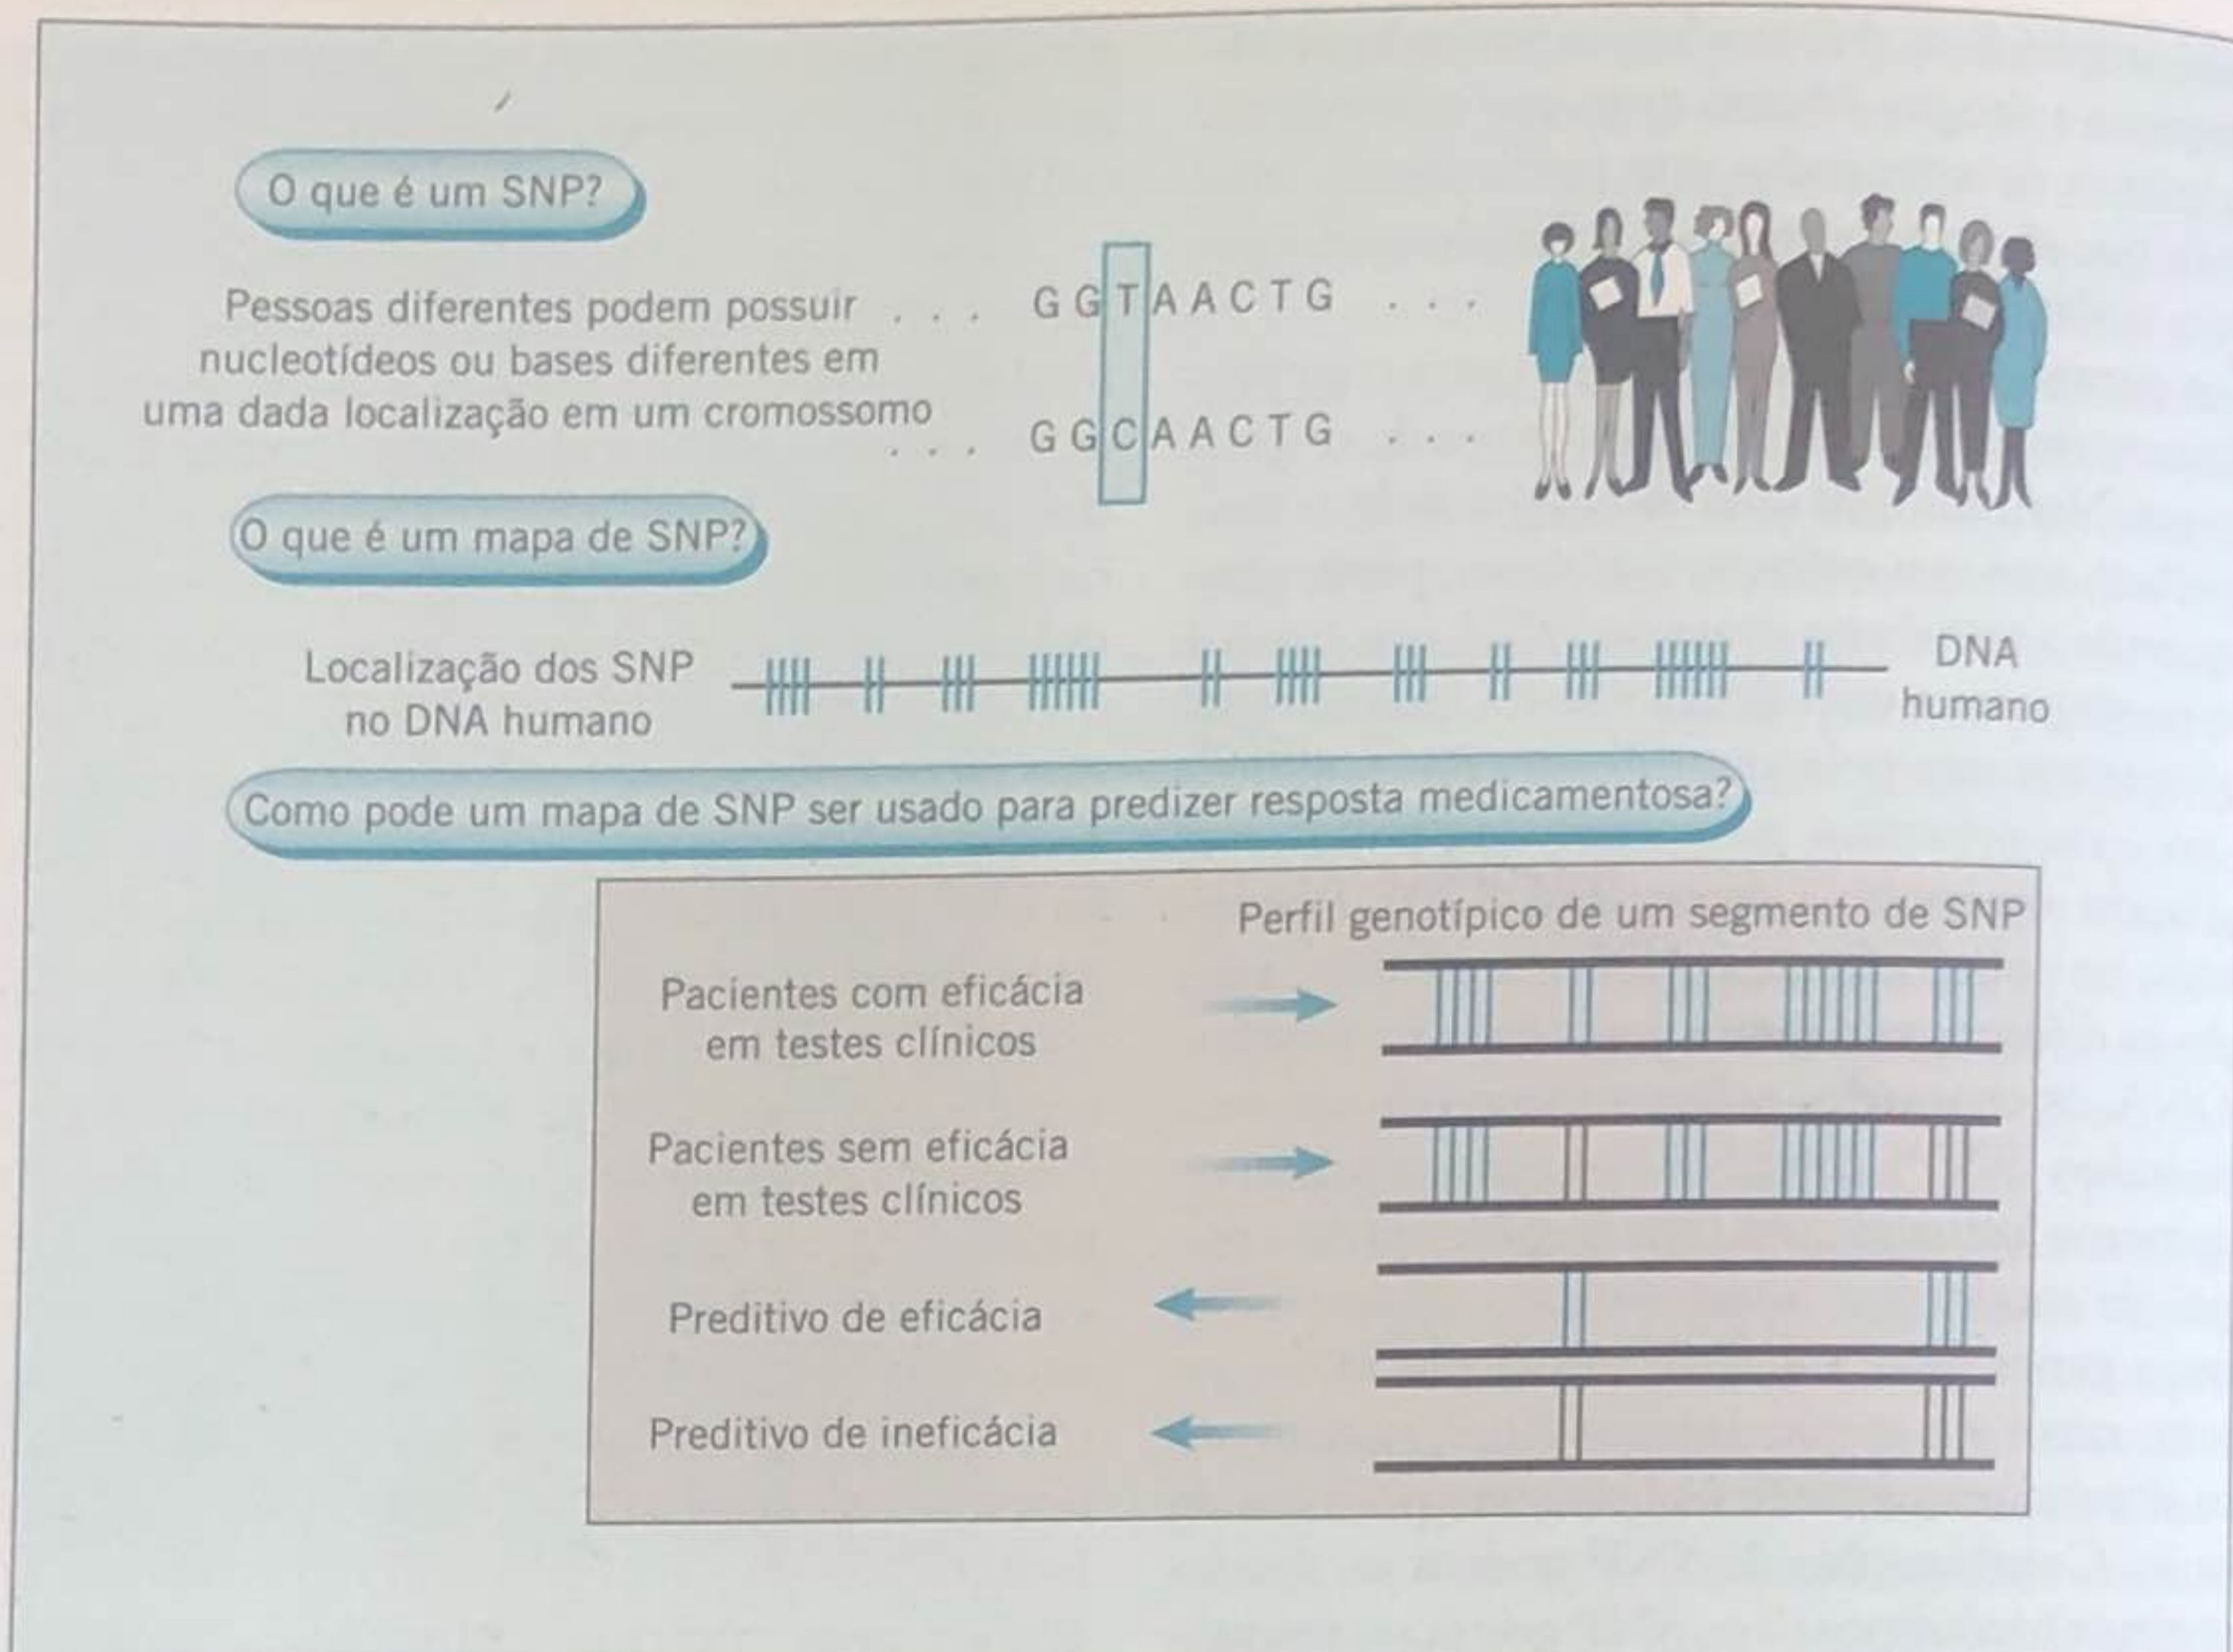 O que é um SNP?
Pessoas diferentes podem possuir . . . GGTAACTG . . .
nucleotídeos ou bases diferentes em
uma dada localização em um cromossomo
. . . GGCAACTG . . .
O que é um mapa de SNP?
Localização dos SNP
no DNA humano
DNA
humano
Como pode um mapa de SNP ser usado para predizer resposta medicamentosa?
Perfil genotípico de um segmento de SNP
Pacientes com eficácia
em testes clínicos
Pacientes sem eficácia
em testes clínicos
Preditivo de eficácia
Preditivo de ineficácia